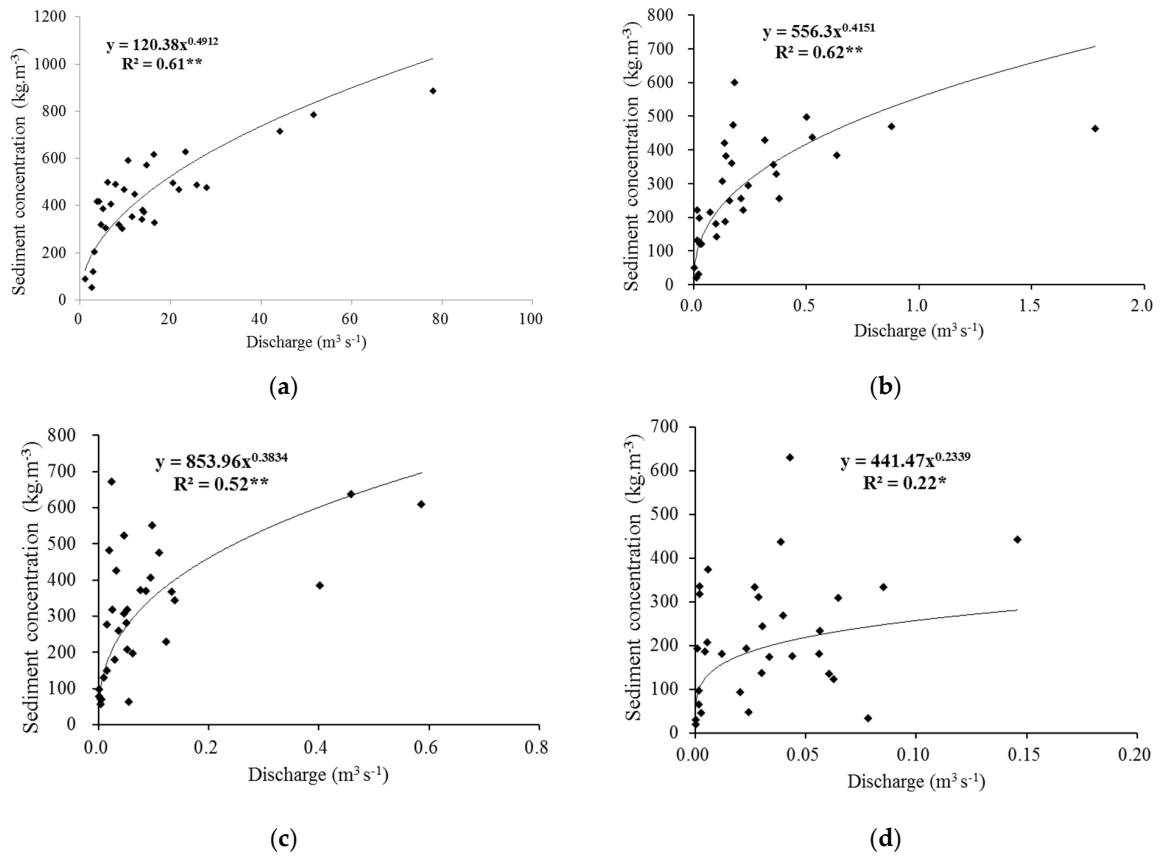 y = 120.38x^0.4912
R² = 0.61**
Sediment concentration (kg.m⁻³)
1200
1000
800
600
400
200
0
0 20 40 60 80 100
Discharge (m³ s⁻¹)
(a)
y = 556.3x^0.4151
R² = 0.62**
Sediment concentration (kg.m⁻³)
800
700
600
500
400
300
200
100
0
0.0 0.5 1.0 1.5 2.0
Discharge (m³ s⁻¹)
(b)
y = 853.96x^0.3834
R² = 0.52**
Sediment concentration (kg.m⁻³)
800
700
600
500
400
300
200
100
0
0.0 0.2 0.4 0.6 0.8
Discharge (m³ s⁻¹)
(c)
y = 441.47x^0.2339
R² = 0.22*
Sediment concentration (kg.m⁻³)
700
600
500
400
300
200
100
0
0.00 0.05 0.10 0.15 0.20
Discharge (m³ s⁻¹)
(d)